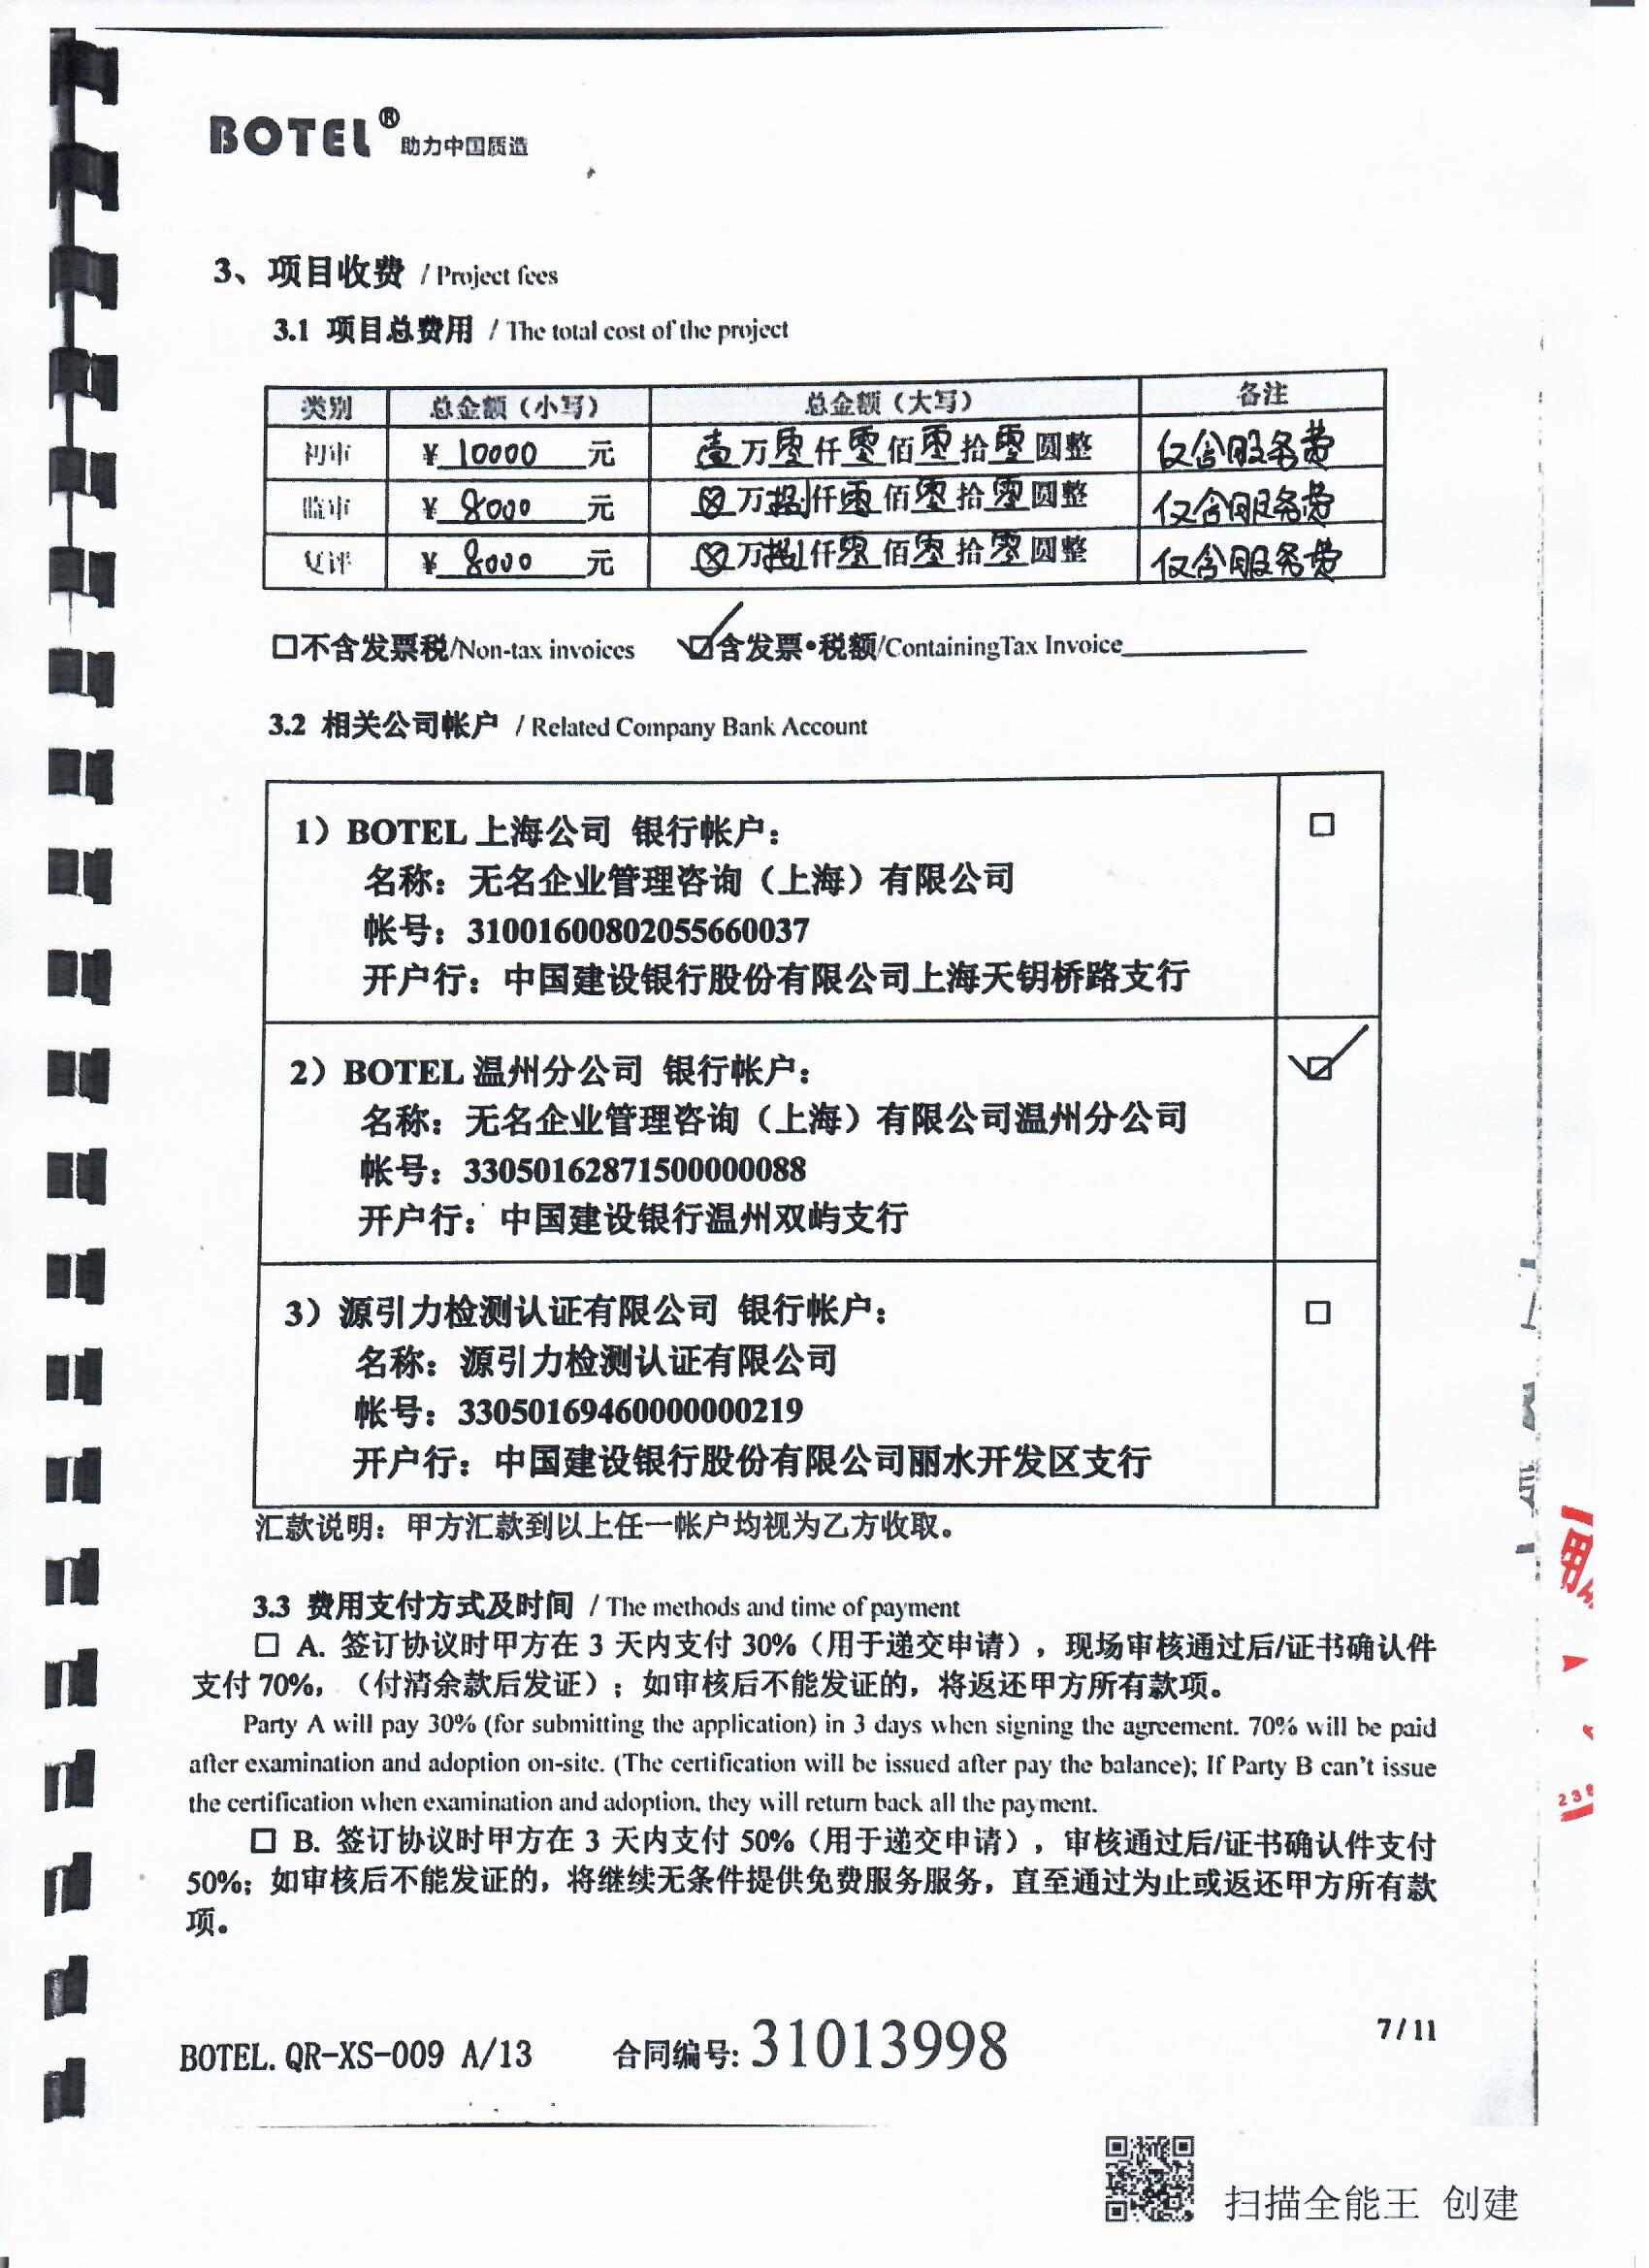 BOTEL®助力中国质造
3、项目收费 / Project fees
3.1 项目总费用 / The total cost of the project
类别 总金额（小写） 总金额（大写） 备注
初审 ¥ 10000 元 壹万零仟零佰零拾零圆整 仅含服务费
监审 ¥ 8000 元 ⊗万捌仟零佰零拾零圆整 仅含服务费
复评 ¥ 8000 元 ⊗万捌仟零佰零拾零圆整 仅含服务费
□不含发票税/Non-tax invoices ☑含发票•税额/ContainingTax Invoice
3.2 相关公司帐户 / Related Company Bank Account
1）BOTEL 上海公司 银行帐户： □
名称：无名企业管理咨询（上海）有限公司
帐号：31001600802055660037
开户行：中国建设银行股份有限公司上海天钥桥路支行
2）BOTEL 温州分公司 银行帐户： ☑
名称：无名企业管理咨询（上海）有限公司温州分公司
帐号：33050162871500000088
开户行：中国建设银行温州双屿支行
3）源引力检测认证有限公司 银行帐户： □
名称：源引力检测认证有限公司
帐号：33050169460000000219
开户行：中国建设银行股份有限公司丽水开发区支行
汇款说明：甲方汇款到以上任一帐户均视为乙方收取。
3.3 费用支付方式及时间 / The methods and time of payment
□ A. 签订协议时甲方在 3 天内支付 30%（用于递交申请），现场审核通过后/证书确认件
支付 70%，（付清余款后发证）；如审核后不能发证的，将返还甲方所有款项。
Party A will pay 30% (for submitting the application) in 3 days when signing the agreement. 70% will be paid
after examination and adoption on-site. (The certification will be issued after pay the balance); If Party B can't issue
the certification when examination and adoption, they will return back all the payment.
□ B. 签订协议时甲方在 3 天内支付 50%（用于递交申请），审核通过后/证书确认件支付
50%；如审核后不能发证的，将继续无条件提供免费服务服务，直至通过为止或返还甲方所有款
项。
BOTEL. QR-XS-009 A/13 合同编号: 31013998 7/11
扫描全能王 创建